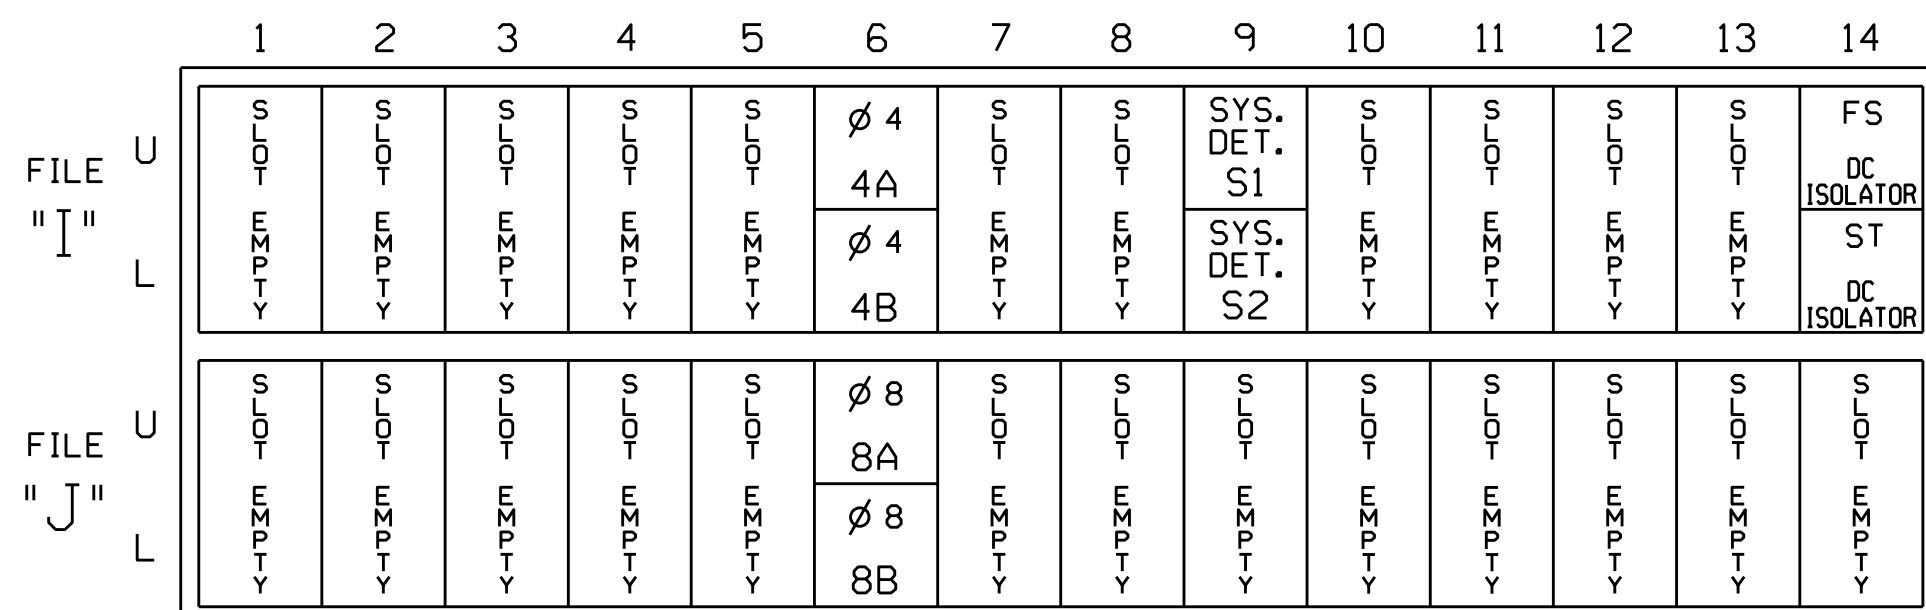 1 2 3 4 5 6 7 8 9 10 11 12 13 14
FILE "I"
U
L
SLOT EMPTY
SLOT EMPTY
SLOT EMPTY
SLOT EMPTY
SLOT EMPTY
Ø 4
4A
Ø 4
4B
SLOT EMPTY
SLOT EMPTY
SYS.
DET.
S1
SYS.
DET.
S2
SLOT EMPTY
SLOT EMPTY
SLOT EMPTY
SLOT EMPTY
FS
DC
ISOLATOR
ST
DC
ISOLATOR
FILE "J"
U
L
SLOT EMPTY
SLOT EMPTY
SLOT EMPTY
SLOT EMPTY
SLOT EMPTY
Ø 8
8A
Ø 8
8B
SLOT EMPTY
SLOT EMPTY
SLOT EMPTY
SLOT EMPTY
SLOT EMPTY
SLOT EMPTY
SLOT EMPTY
SLOT EMPTY